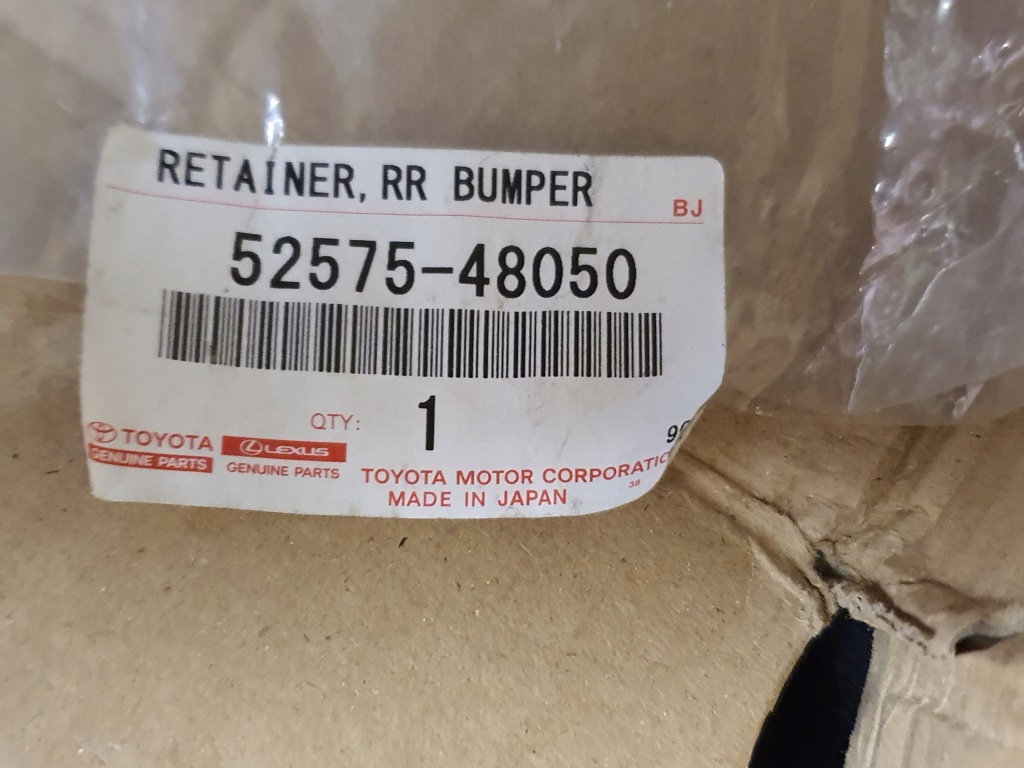 RETAINER, RR BUMPER
BJ
52575-48050
QTY: 1
TOYOTA
GENUINE PARTS
LEXUS
GENUINE PARTS
TOYOTA MOTOR CORPORATIO
38
MADE IN JAPAN